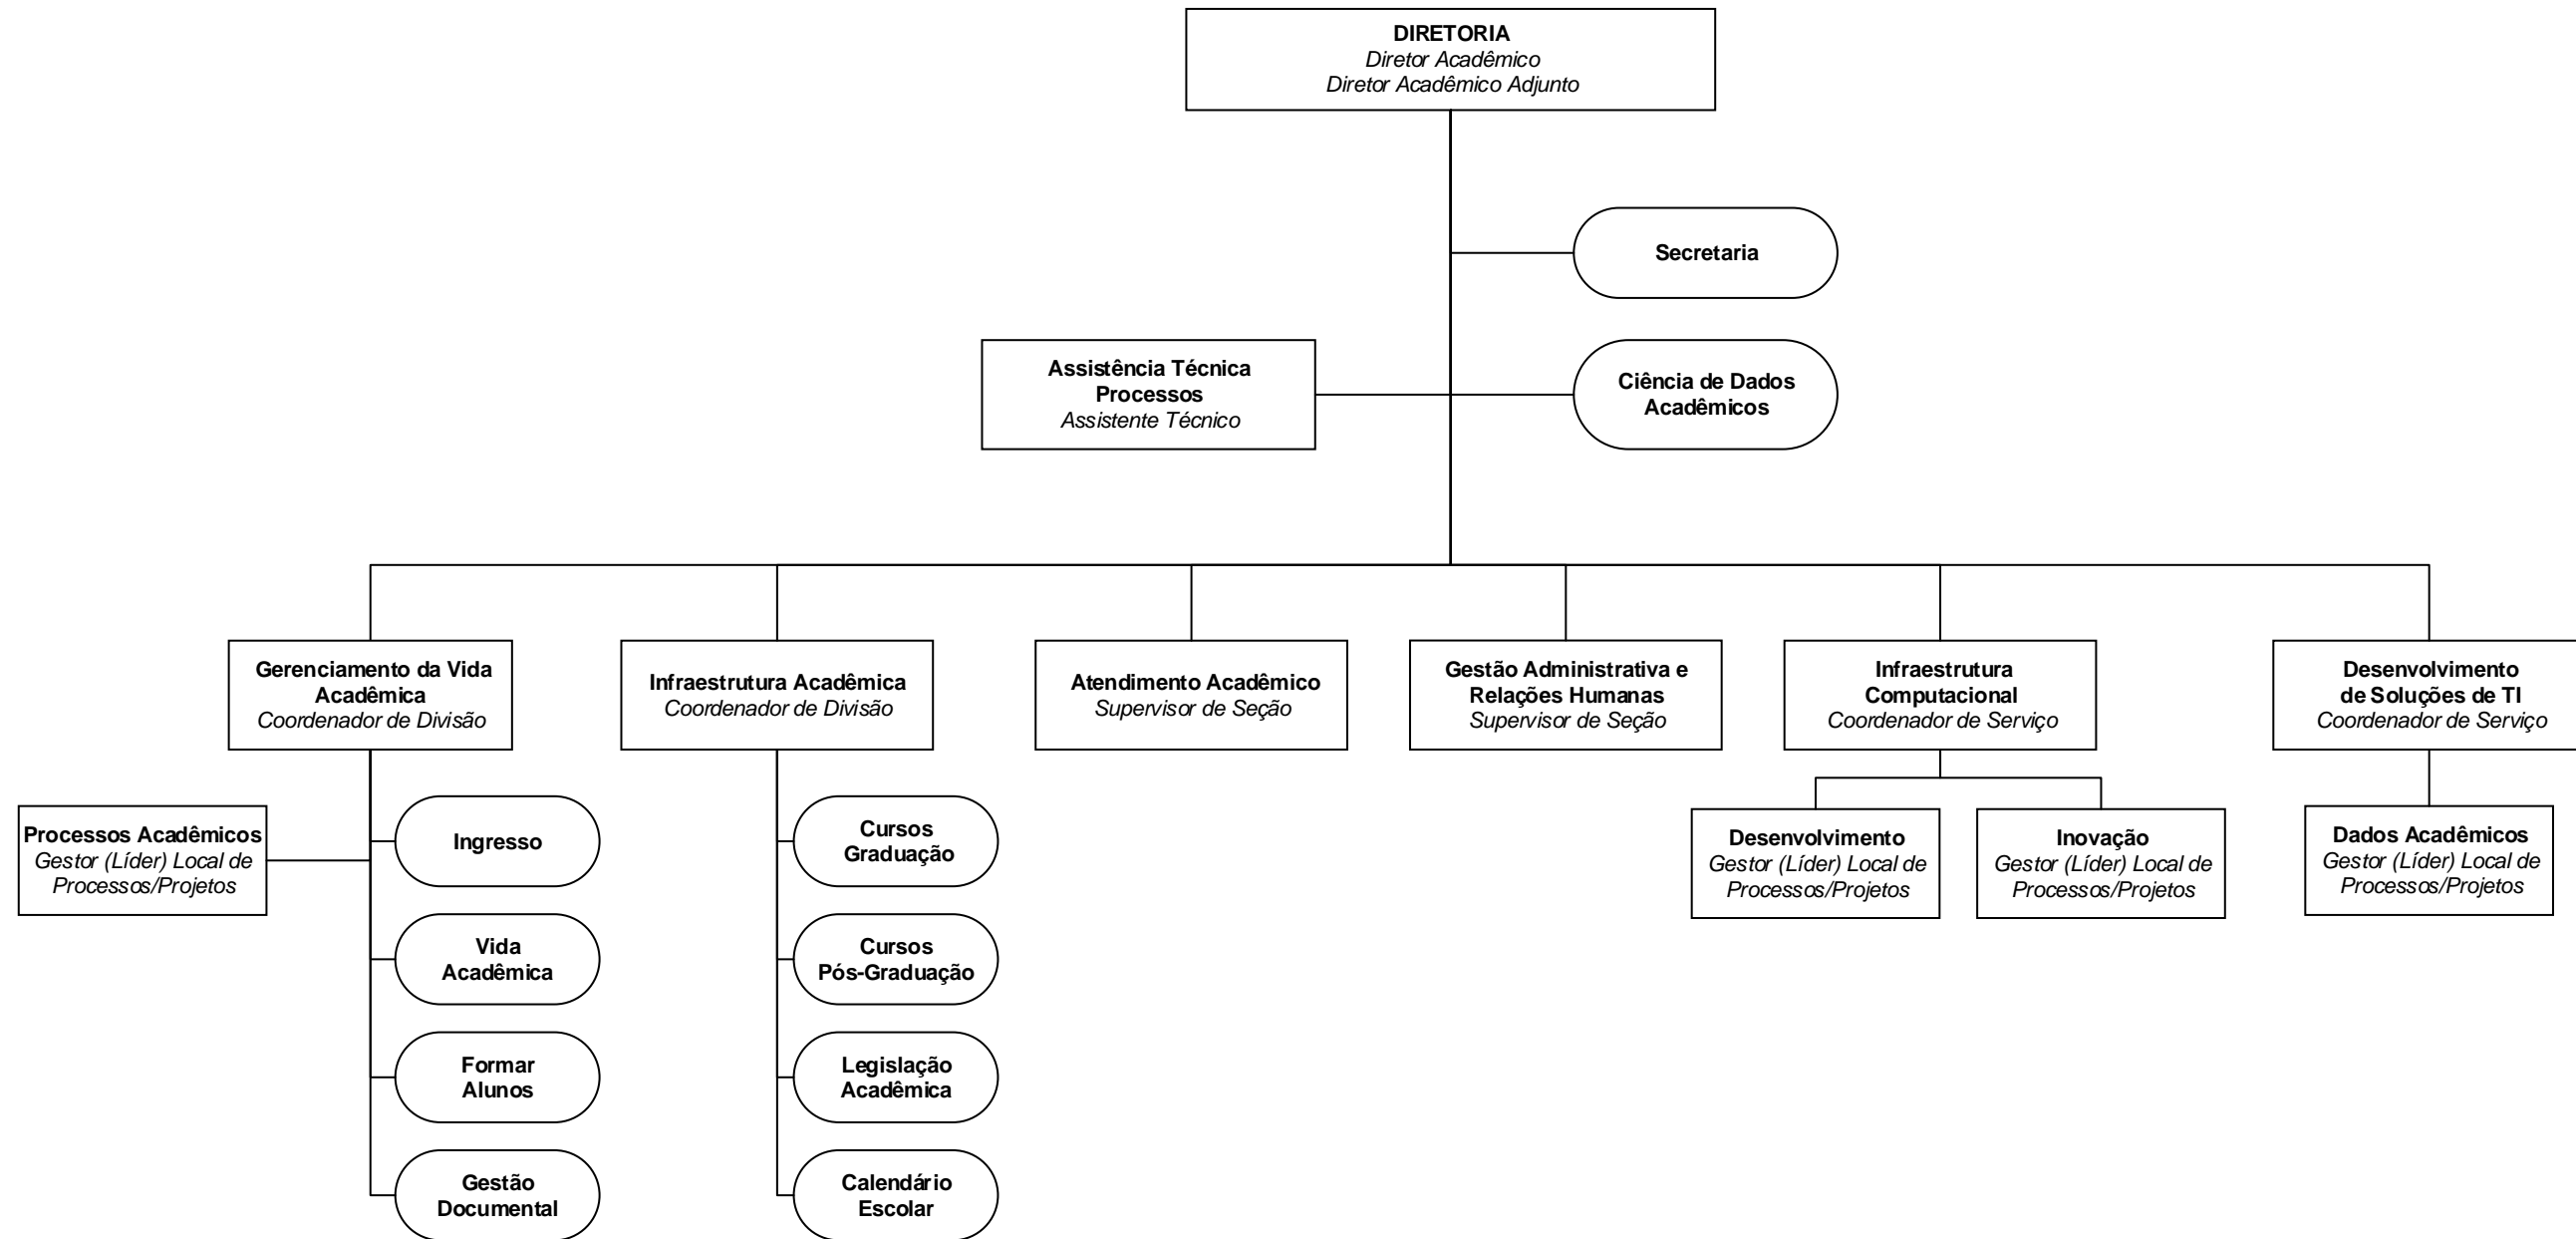 DIRETORIA
Diretor Acadêmico
Diretor Acadêmico Adjunto
Secretaria
Assistência Técnica
Processos
Assistente Técnico
Ciência de Dados
Acadêmicos
Gerenciamento da Vida
Acadêmica
Coordenador de Divisão
Infraestrutura Acadêmica
Coordenador de Divisão
Atendimento Acadêmico
Supervisor de Seção
Gestão Administrativa e
Relações Humanas
Supervisor de Seção
Infraestrutura
Computacional
Coordenador de Serviço
Desenvolvimento
de Soluções de TI
Coordenador de Serviço
Processos Acadêmicos
Gestor (Líder) Local de
Processos/Projetos
Ingresso
Vida
Acadêmica
Formar
Alunos
Gestão
Documental
Cursos
Graduação
Cursos
Pós-Graduação
Legislação
Acadêmica
Calendário
Escolar
Desenvolvimento
Gestor (Líder) Local de
Processos/Projetos
Inovação
Gestor (Líder) Local de
Processos/Projetos
Dados Acadêmicos
Gestor (Líder) Local de
Processos/Projetos